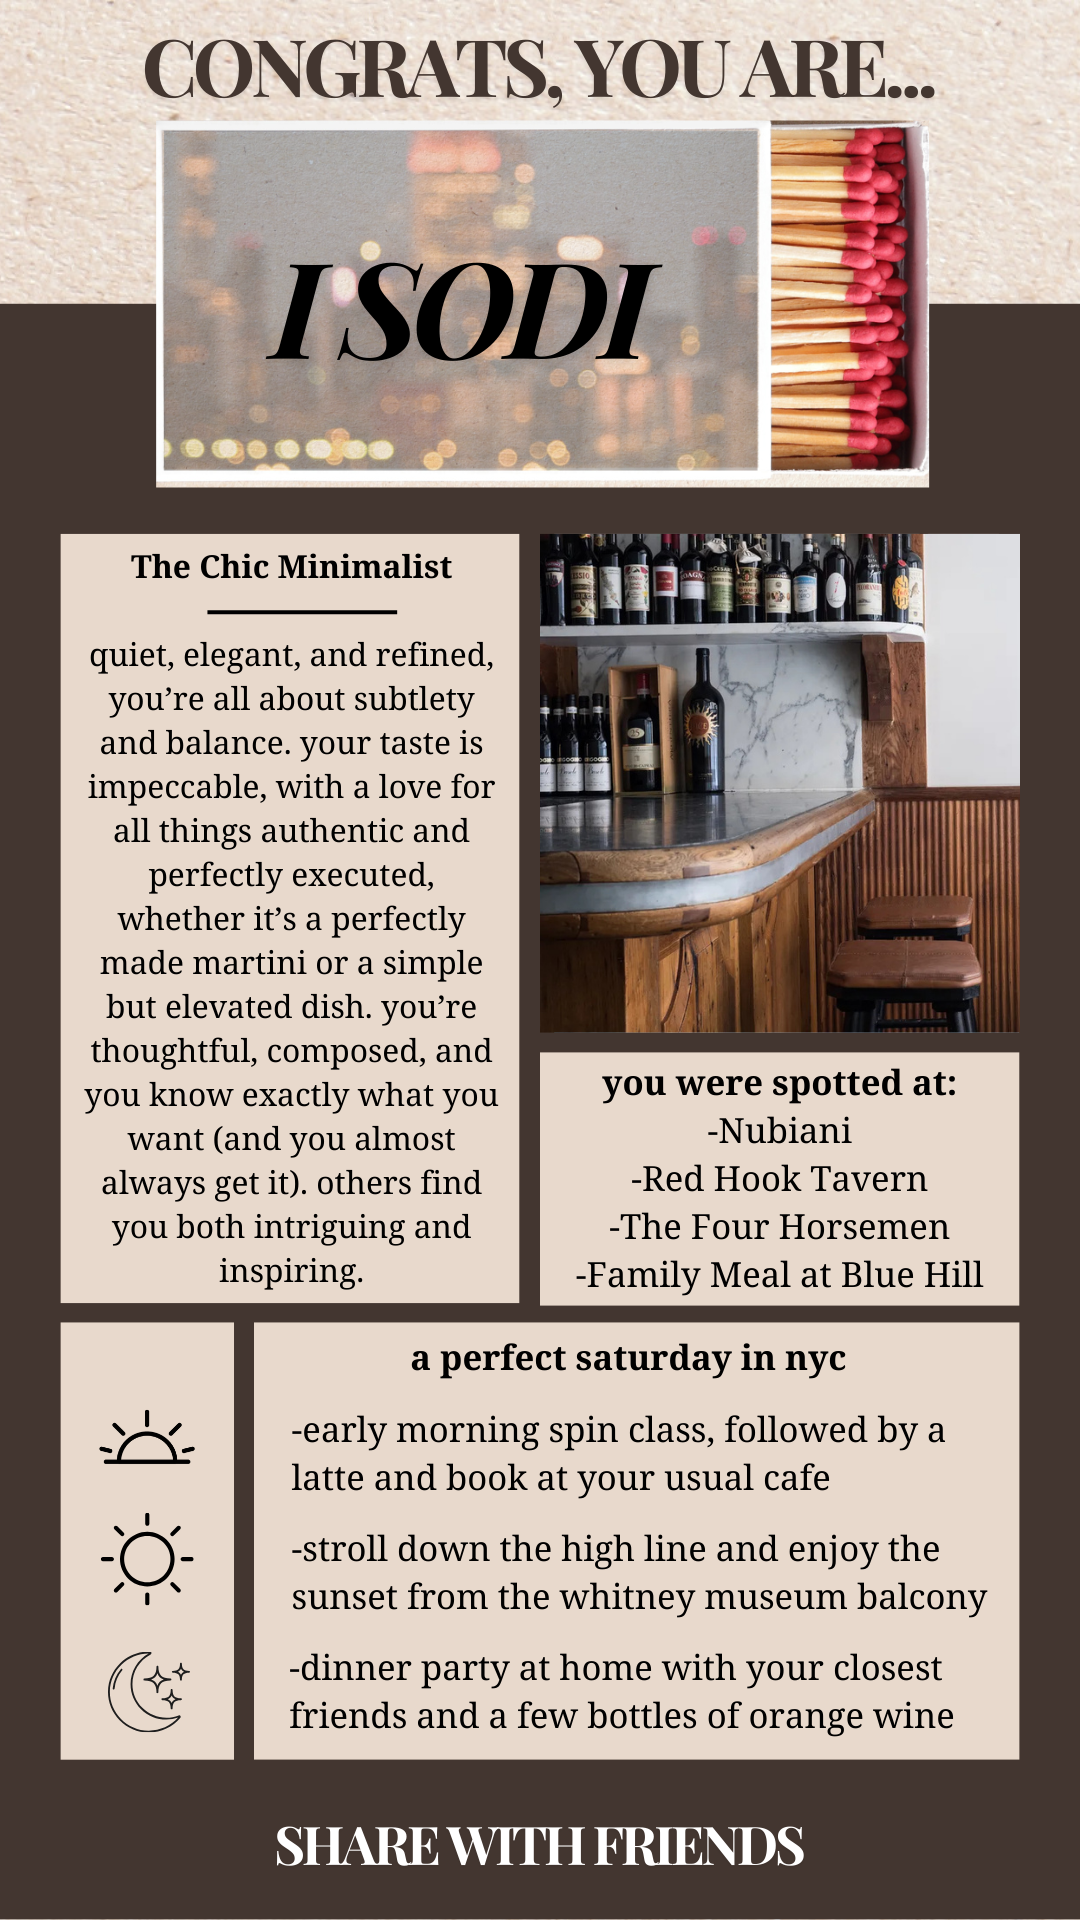 CONGRATS, YOU ARE...
I SODI
The Chic Minimalist
quiet, elegant, and refined,
you’re all about subtlety
and balance. your taste is
impeccable, with a love for
all things authentic and
perfectly executed,
whether it’s a perfectly
made martini or a simple
but elevated dish. you’re
thoughtful, composed, and
you know exactly what you
want (and you almost
always get it). others find
you both intriguing and
inspiring.
you were spotted at:
-Nubiani
-Red Hook Tavern
-The Four Horsemen
-Family Meal at Blue Hill
a perfect saturday in nyc
-early morning spin class, followed by a
latte and book at your usual cafe
-stroll down the high line and enjoy the
sunset from the whitney museum balcony
-dinner party at home with your closest
friends and a few bottles of orange wine
SHARE WITH FRIENDS